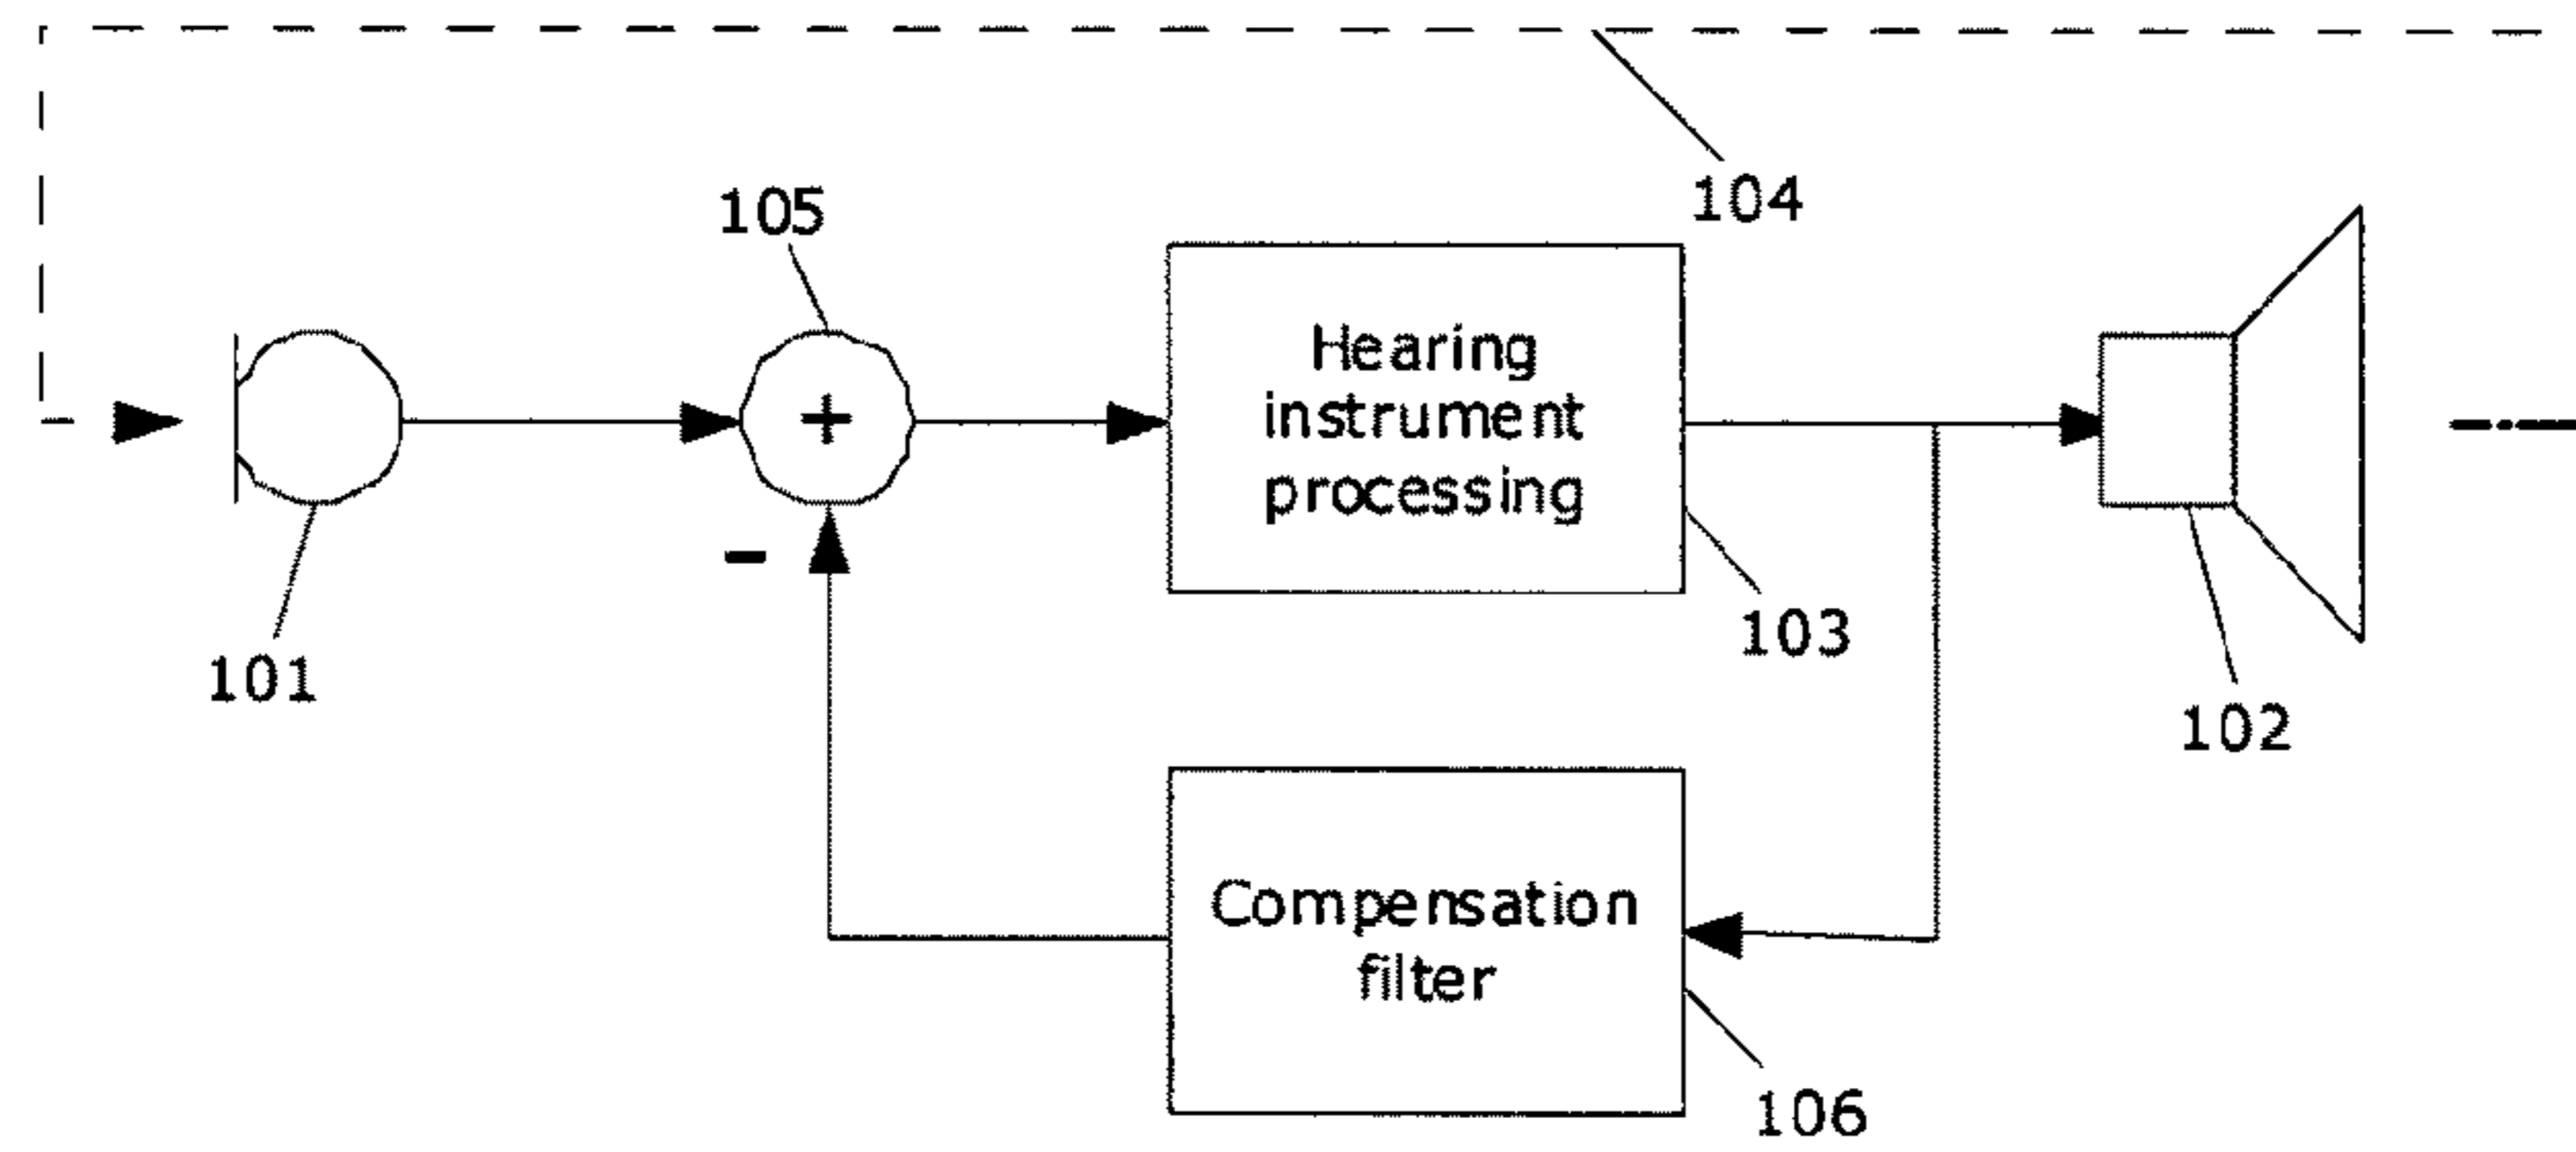 104
105
Hearing
instrument
processing
+
-
103
101
102
Compensation
filter
106